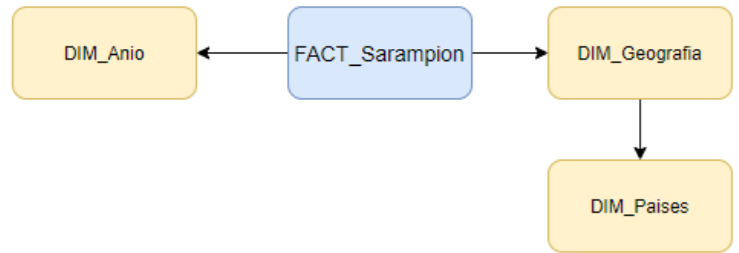 DIM_Anio
FACT_Sarampion
DIM_Geografia
DIM_Paises